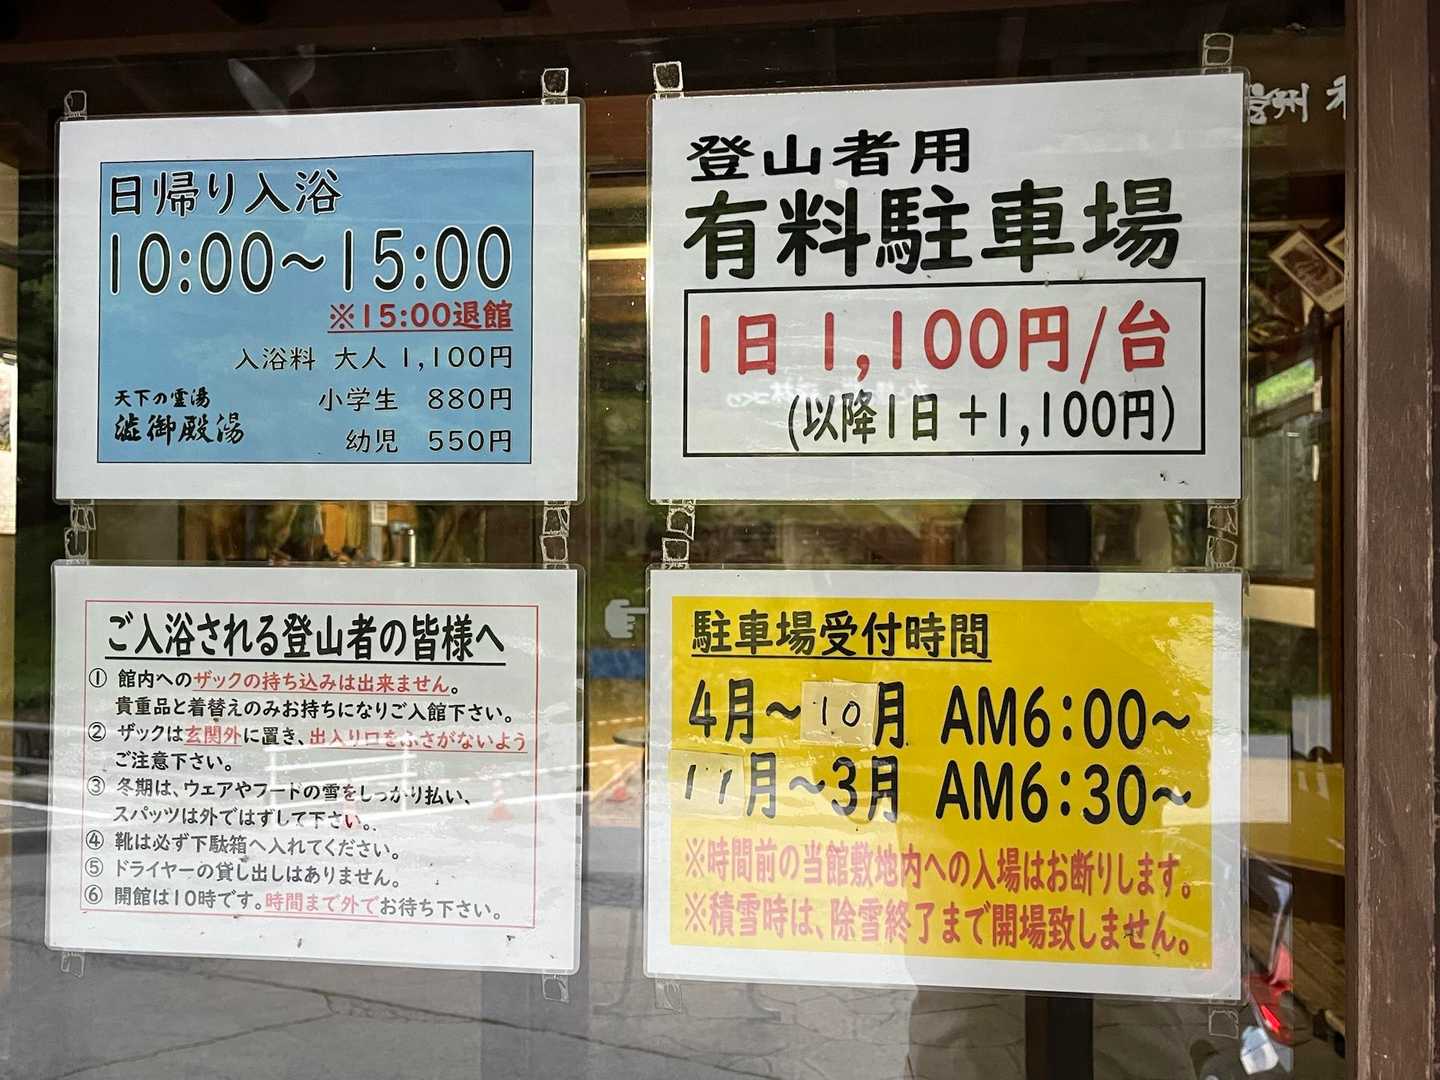 日帰り入浴
10:00～15:00
※15:00退館
入浴料 大人 1,100円
小学生 880円
幼児 550円
天下の霊湯
澁御殿湯
登山者用
有料駐車場
1日 1,100円/台
(以降1日 +1,100円)
ご入浴される登山者の皆様へ
① 館内へのザックの持ち込みは出来ません。
貴重品と着替えのみお持ちになりご入館下さい。
② ザックは玄関外に置き、出入り口をふさがないよう
ご注意下さい。
③ 冬期は、ウェアやフードの雪をしっかり払い、
スパッツは外ではずして下さい。
④ 靴は必ず下駄箱へ入れてください。
⑤ ドライヤーの貸し出しはありません。
⑥ 開館は10時です。時間まで外でお待ち下さい。
駐車場受付時間
4月～10月 AM6:00～
11月～3月 AM6:30～
※時間前の当館敷地内への入場はお断りします。
※積雪時は、除雪終了まで開場致しません。
信州